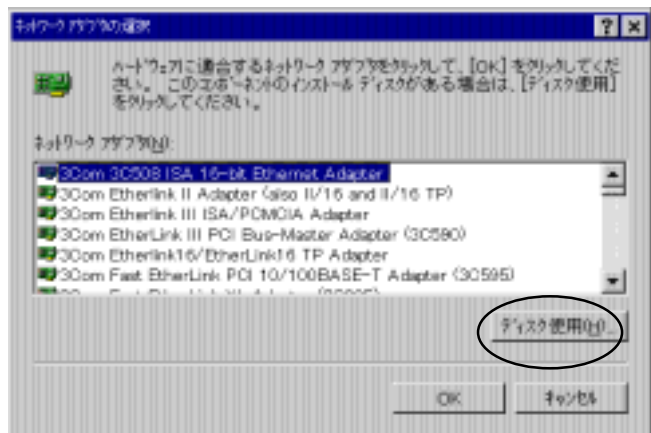 ネットワーク アダプタの選択
ハードウェアに適合するネットワーク アダプタをクリックして、[OK] をクリックしてくだ
さい。 このコンポーネントのインストール ディスクがある場合は、[ディスク使用]
をクリックしてください。
ネットワーク アダプタ(N):
3Com 3C508 ISA 16-bit Ethernet Adapter
3Com Etherlink II Adapter (also II/16 and II/16 TP)
3Com Etherlink III ISA/PCMCIA Adapter
3Com EtherLink III PCI Bus-Master Adapter (3C590)
3Com Etherlink16/EtherLink16 TP Adapter
3Com Fast EtherLink PCI 10/100BASE-T Adapter (3C595)
ディスク使用(H)...
OK
キャンセル